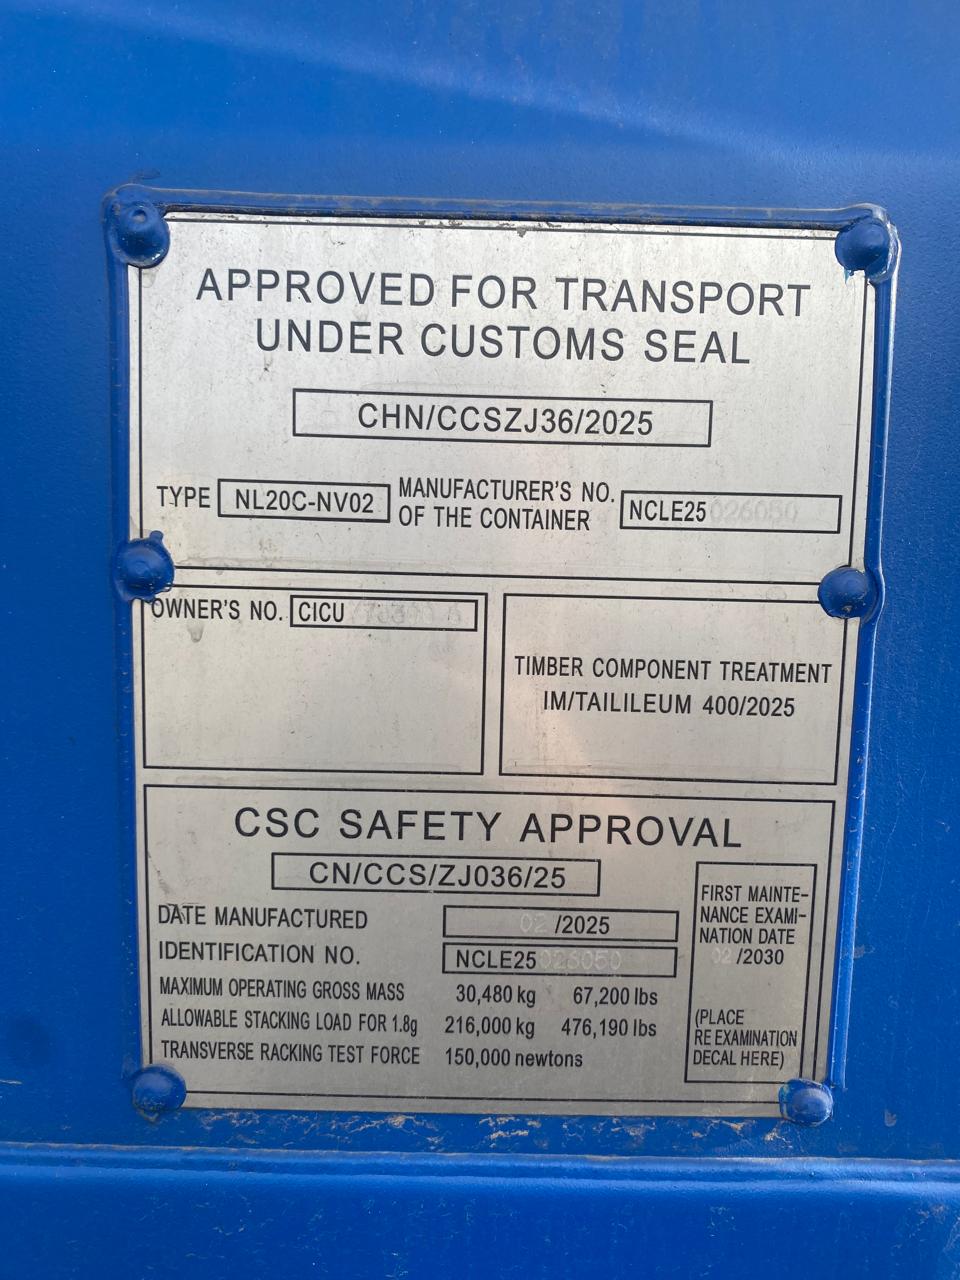 APPROVED FOR TRANSPORT
UNDER CUSTOMS SEAL
CHN/CCSZJ36/2025
TYPE NL20C-NV02 MANUFACTURER'S NO. OF THE CONTAINER NCLE25026050
OWNER'S NO. CICU
TIMBER COMPONENT TREATMENT
IM/TAILILEUM 400/2025
CSC SAFETY APPROVAL
CN/CCS/ZJ036/25
DATE MANUFACTURED 02/2025
IDENTIFICATION NO. NCLE25026050
MAXIMUM OPERATING GROSS MASS 30,480 kg 67,200 lbs
ALLOWABLE STACKING LOAD FOR 1.8g 216,000 kg 476,190 lbs
TRANSVERSE RACKING TEST FORCE 150,000 newtons
FIRST MAINTE-
NANCE EXAMI-
NATION DATE
02/2030
(PLACE
RE EXAMINATION
DECAL HERE)